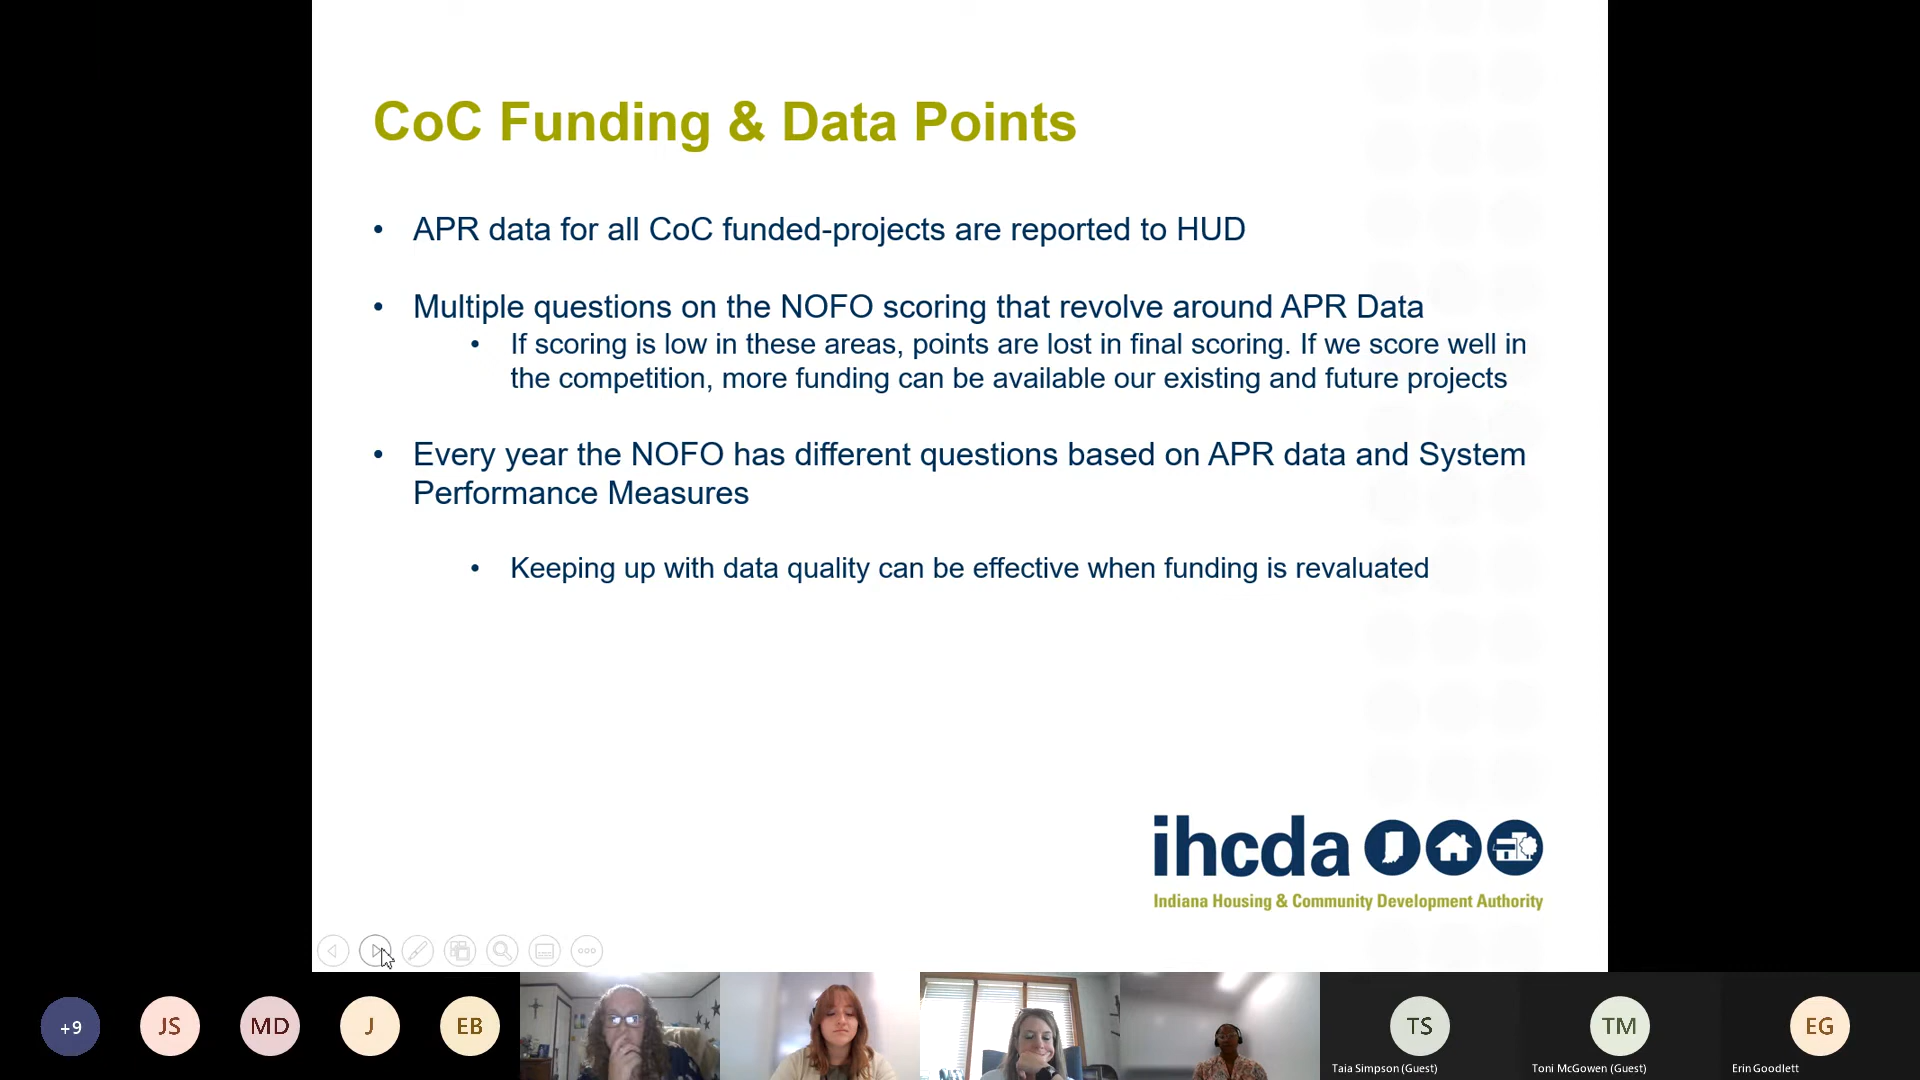 CoC Funding & Data Points
• APR data for all CoC funded-projects are reported to HUD
• Multiple questions on the NOFO scoring that revolve around APR Data
• If scoring is low in these areas, points are lost in final scoring. If we score well in
the competition, more funding can be available our existing and future projects
• Every year the NOFO has different questions based on APR data and System
Performance Measures
• Keeping up with data quality can be effective when funding is revaluated
ihcda
Indiana Housing & Community Development Authority
+9
JS
MD
J
EB
TS
TM
EG
Taia Simpson (Guest)
Toni McGowen (Guest)
Erin Goodlett